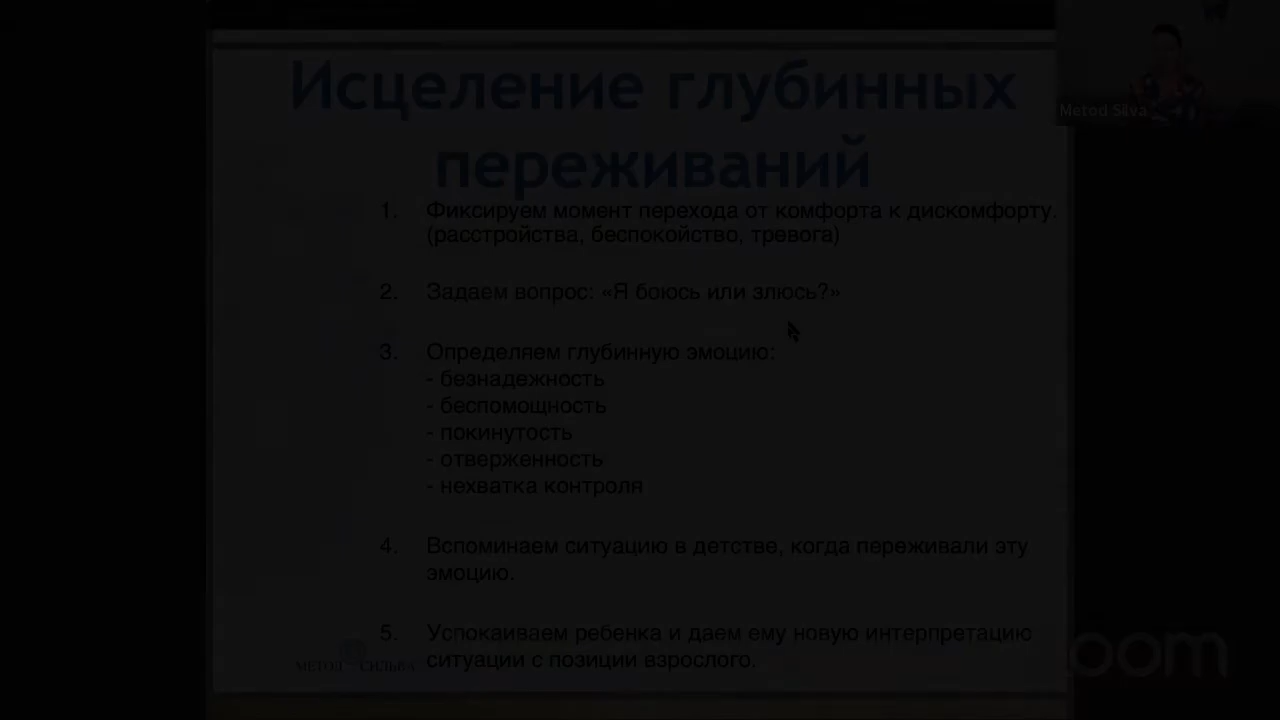 Исцеление глубинных
переживаний
Metod Silva
1. Фиксируем момент перехода от комфорта к дискомфорту.
(расстройства, беспокойство, тревога)
2. Задаем вопрос: «Я боюсь или злюсь?»
3. Определяем глубинную эмоцию:
- безнадежность
- беспомощность
- покинутость
- отверженность
- нехватка контроля
4. Вспоминаем ситуацию в детстве, когда переживали эту
эмоцию.
5. Успокаиваем ребенка и даем ему новую интерпретацию
ситуации с позиции взрослого.
МЕТОД СИЛЬВА
zoom